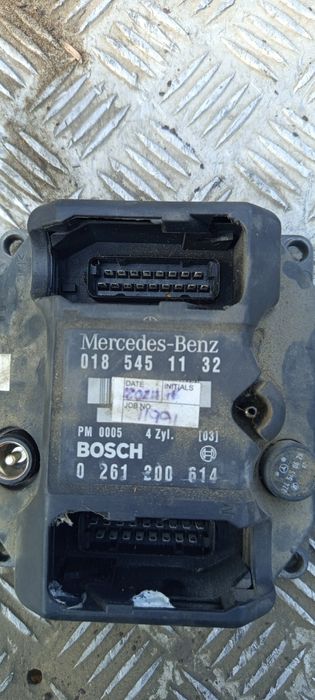 Mercedes-Benz
018 545 11 32
DATE INITIALS
JOB NO
11991
PM 0005 4 Zyl. [03]
BOSCH
0 261 200 614